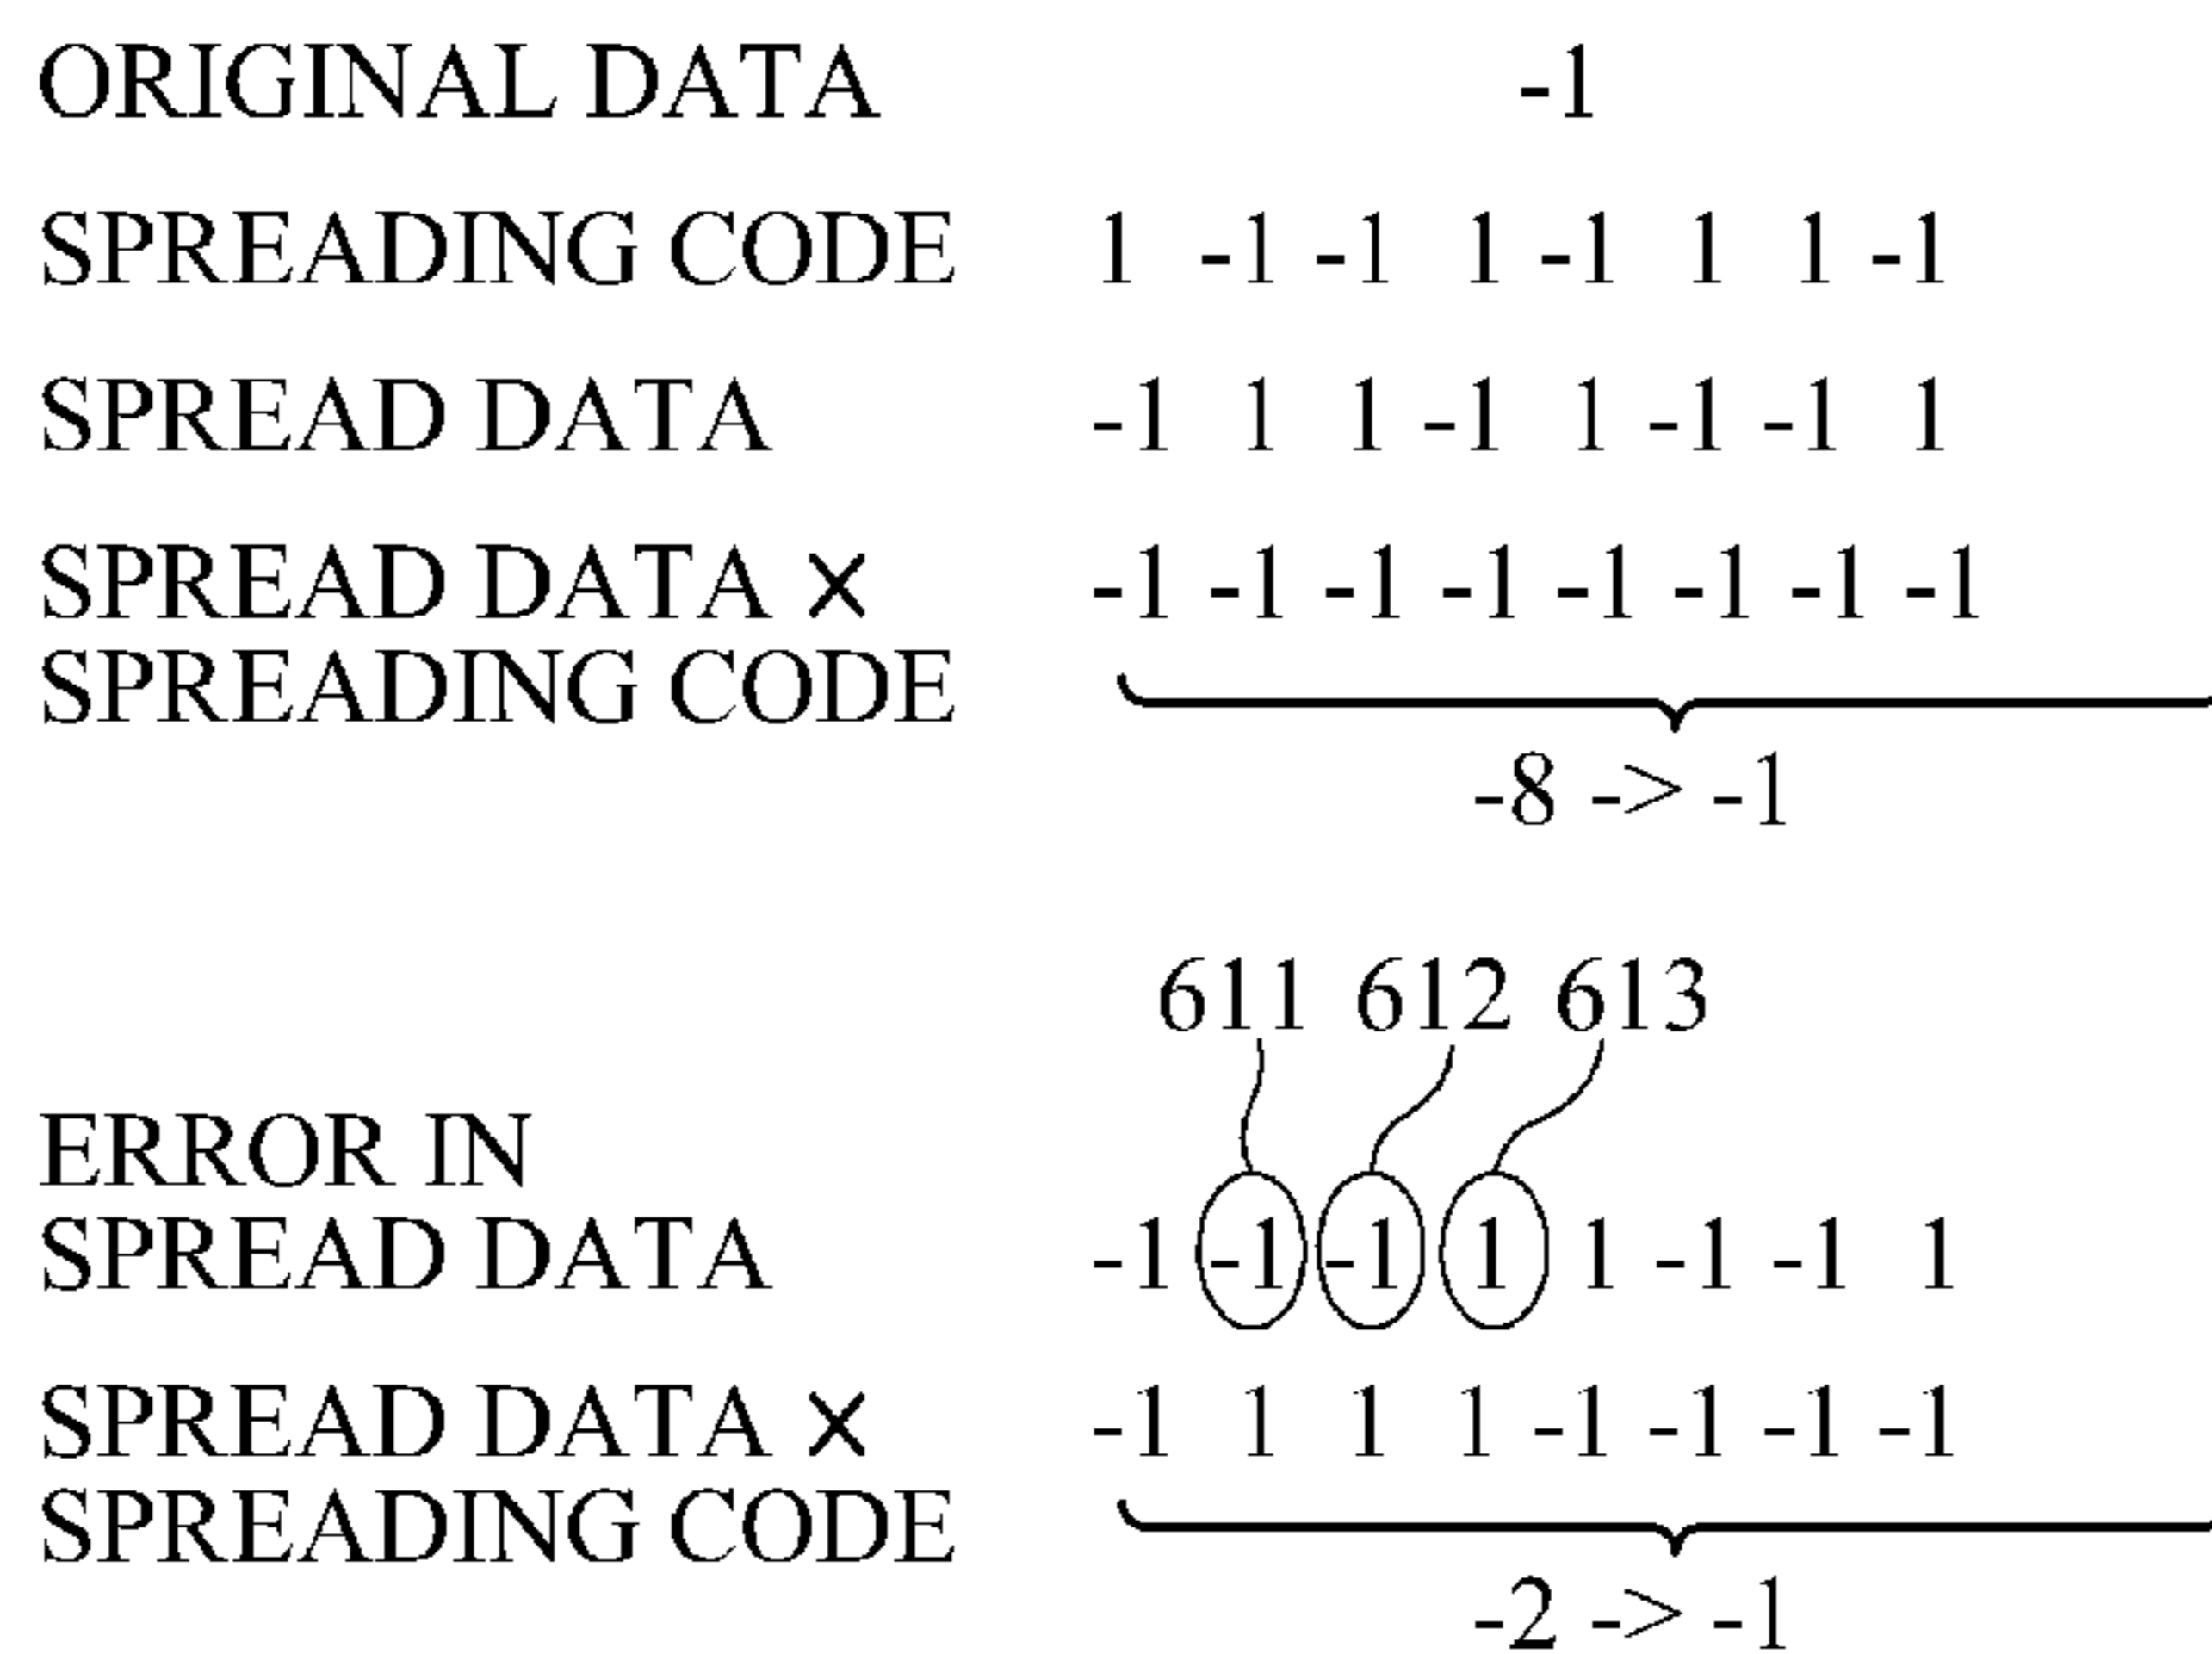 ORIGINAL DATA -1
SPREADING CODE 1 -1 -1 1 -1 1 1 -1
SPREAD DATA -1 1 1 -1 1 -1 -1 1
SPREAD DATA × -1 -1 -1 -1 -1 -1 -1 -1
SPREADING CODE
-8 -> -1
611 612 613
ERROR IN
SPREAD DATA -1 -1 -1 1 1 -1 -1 1
SPREAD DATA × -1 1 1 1 -1 -1 -1 -1
SPREADING CODE
-2 -> -1